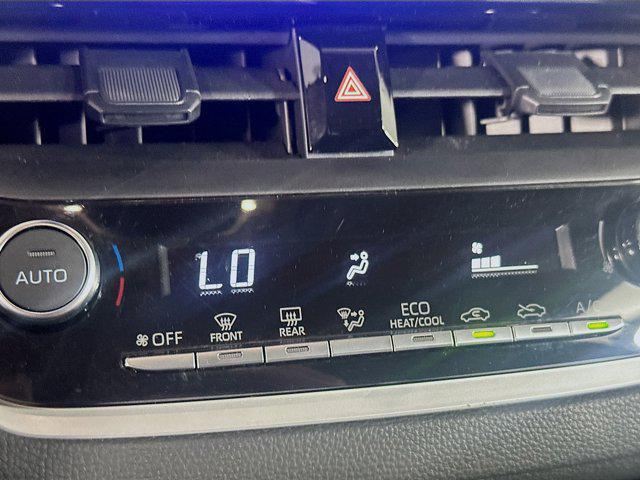 AUTO
LO
OFF
FRONT
REAR
ECO
HEAT/COOL
A/C